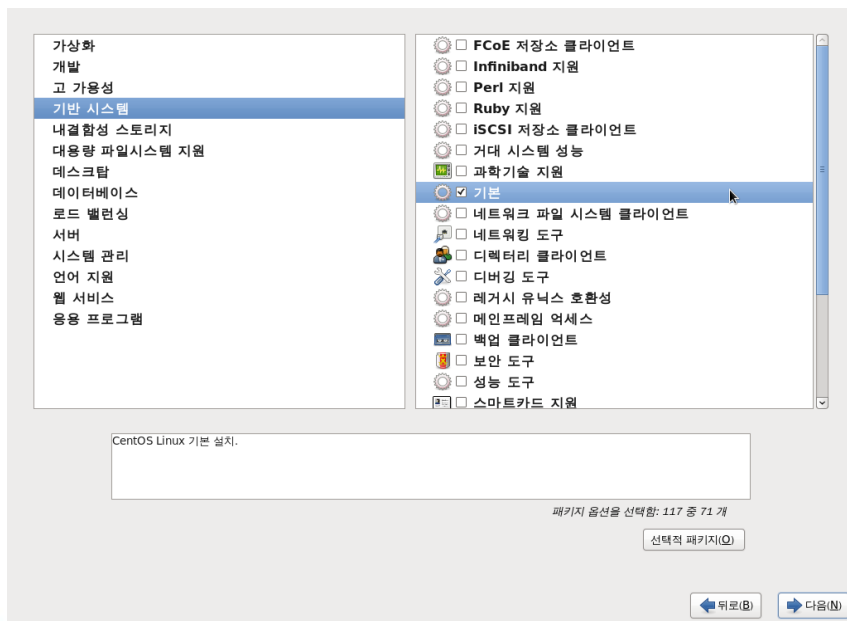 가상화
개발
고 가용성
기반 시스템
내결함성 스토리지
대용량 파일시스템 지원
데스크탑
데이터베이스
로드 밸런싱
서버
시스템 관리
언어 지원
웹 서비스
응용 프로그램
FCoE 저장소 클라이언트
Infiniband 지원
Perl 지원
Ruby 지원
iSCSI 저장소 클라이언트
거대 시스템 성능
과학기술 지원
기본
네트워크 파일 시스템 클라이언트
네트워킹 도구
디렉터리 클라이언트
디버깅 도구
레거시 유닉스 호환성
메인프레임 억세스
백업 클라이언트
보안 도구
성능 도구
스마트카드 지원
CentOS Linux 기본 설치.
패키지 옵션을 선택함: 117 중 71 개
선택적 패키지(O)
뒤로(B)
다음(N)